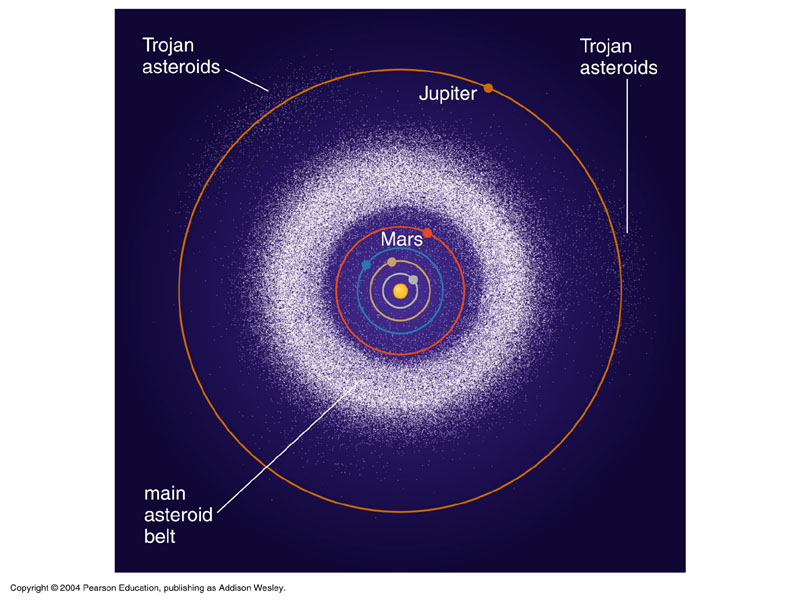 Trojan
asteroids
Trojan
asteroids
Jupiter
Mars
main
asteroid
belt
Copyright © 2004 Pearson Education, publishing as Addison Wesley.